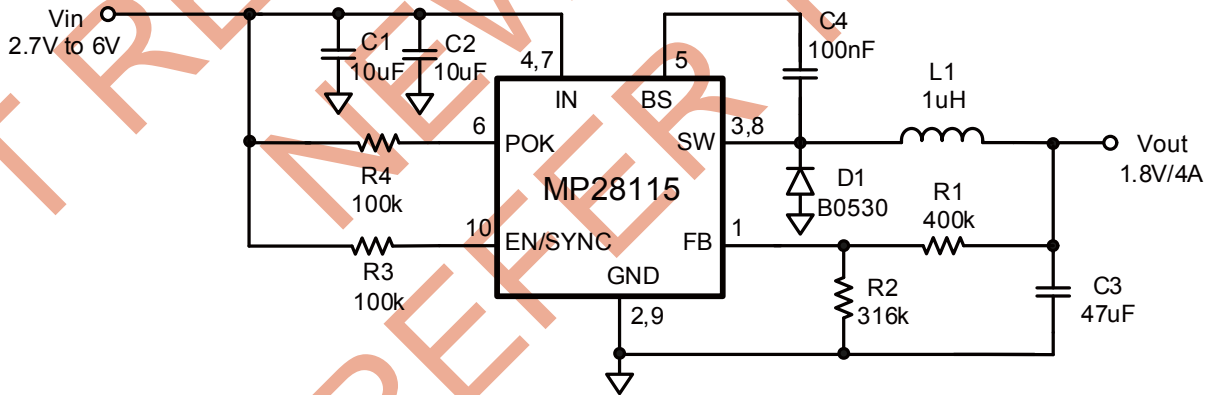 Vin
2.7V to 6V
C1
10uF
C2
10uF
4,7
5
C4
100nF
IN
BS
L1
1uH
6
POK
SW
3,8
R4
100k
MP28115
D1
B0530
Vout
1.8V/4A
R1
400k
10
EN/SYNC
FB
1
R3
100k
GND
2,9
R2
316k
C3
47uF
REFER